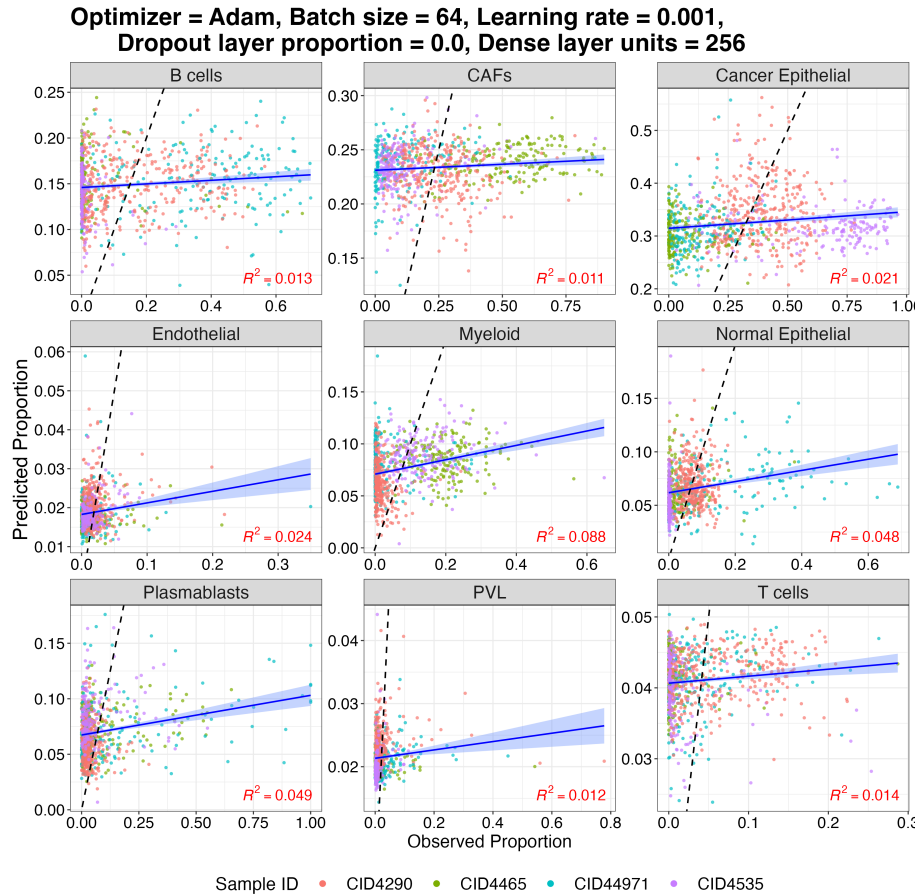 Optimizer = Adam, Batch size = 64, Learning rate = 0.001,
Dropout layer proportion = 0.0, Dense layer units = 256
B cells
CAFs
Cancer Epithelial
0.25
0.20
0.15
0.10
0.05
0.0 0.2 0.4 0.6
R² = 0.013
0.30
0.25
0.20
0.15
0.00 0.25 0.50 0.75
R² = 0.011
0.5
0.4
0.3
0.2
0.00 0.25 0.50 0.75 1.00
R² = 0.021
Endothelial
Myeloid
Normal Epithelial
Predicted Proportion
0.06
0.05
0.04
0.03
0.02
0.01
0.0 0.1 0.2 0.3
R² = 0.024
0.15
0.10
0.05
0.00
0.0 0.2 0.4 0.6
R² = 0.088
0.15
0.10
0.05
0.0 0.2 0.4 0.6
R² = 0.048
Plasmablasts
PVL
T cells
0.15
0.10
0.05
0.00
0.00 0.25 0.50 0.75 1.00
R² = 0.049
0.04
0.03
0.02
0.0 0.2 0.4 0.6 0.8
R² = 0.012
0.05
0.04
0.03
0.0 0.1 0.2 0.3
R² = 0.014
Observed Proportion
Sample ID CID4290 CID4465 CID44971 CID4535